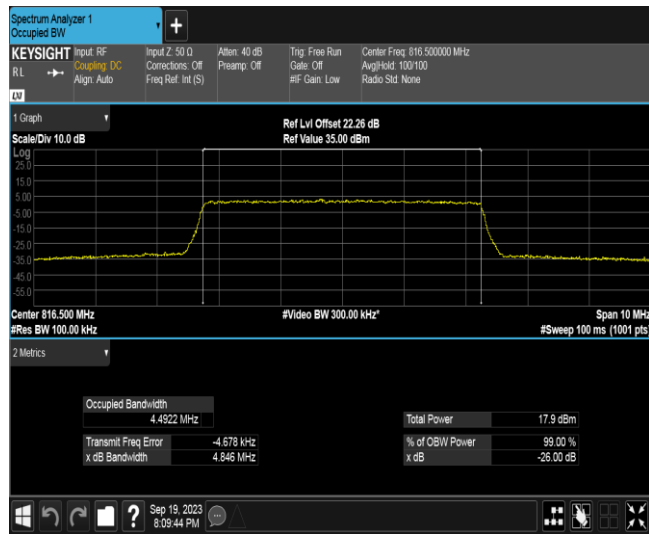 Spectrum Analyzer 1
Occupied BW
+
KEYSIGHT
RL
LXI
Input: RF
Coupling: DC
Align: Auto
Input Z: 50 Ω
Corrections: Off
Freq Ref: Int (S)
Atten: 40 dB
Preamp: Off
Trig: Free Run
Gate: Off
#IF Gain: Low
Center Freq: 816.500000 MHz
Avg|Hold: 100/100
Radio Std: None
1 Graph
Scale/Div 10.0 dB
Ref Lvl Offset 22.26 dB
Ref Value 35.00 dBm
Log
25.0
15.0
5.00
-5.00
-15.0
-25.0
-35.0
-45.0
-55.0
Center 816.500 MHz
#Res BW 100.00 kHz
#Video BW 300.00 kHz*
Span 10 MHz
#Sweep 100 ms (1001 pts)
2 Metrics
Occupied Bandwidth
4.4922 MHz
Transmit Freq Error -4.678 kHz
x dB Bandwidth 4.846 MHz
Total Power 17.9 dBm
% of OBW Power 99.00 %
x dB -26.00 dB
?
Sep 19, 2023
8:09:44 PM